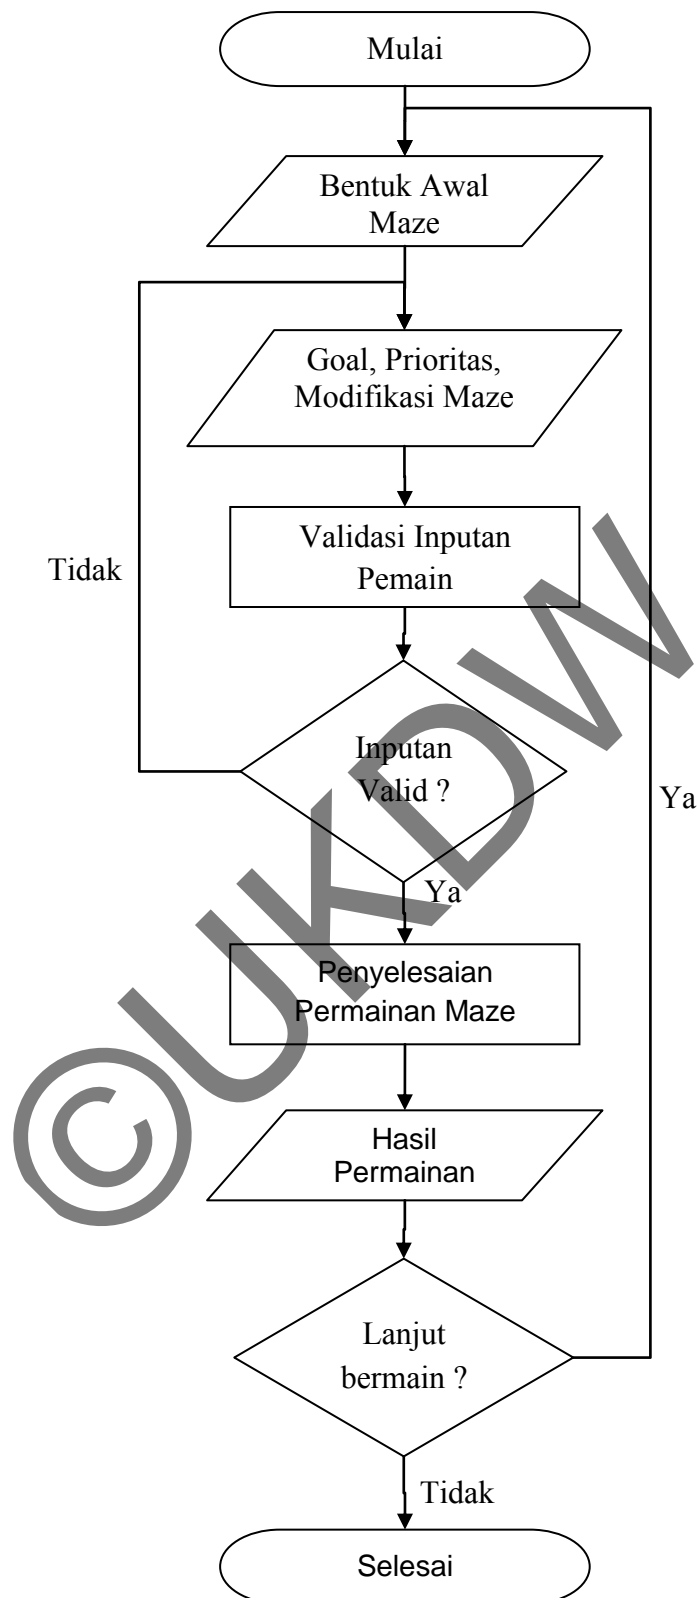 Mulai
Bentuk Awal
Maze
Goal, Prioritas,
Modifikasi Maze
Validasi Inputan
Pemain
Tidak
Inputan
Valid ?
Ya
Ya
Penyelesaian
Permainan Maze
Hasil
Permainan
Lanjut
bermain ?
Tidak
Selesai
©UKDW